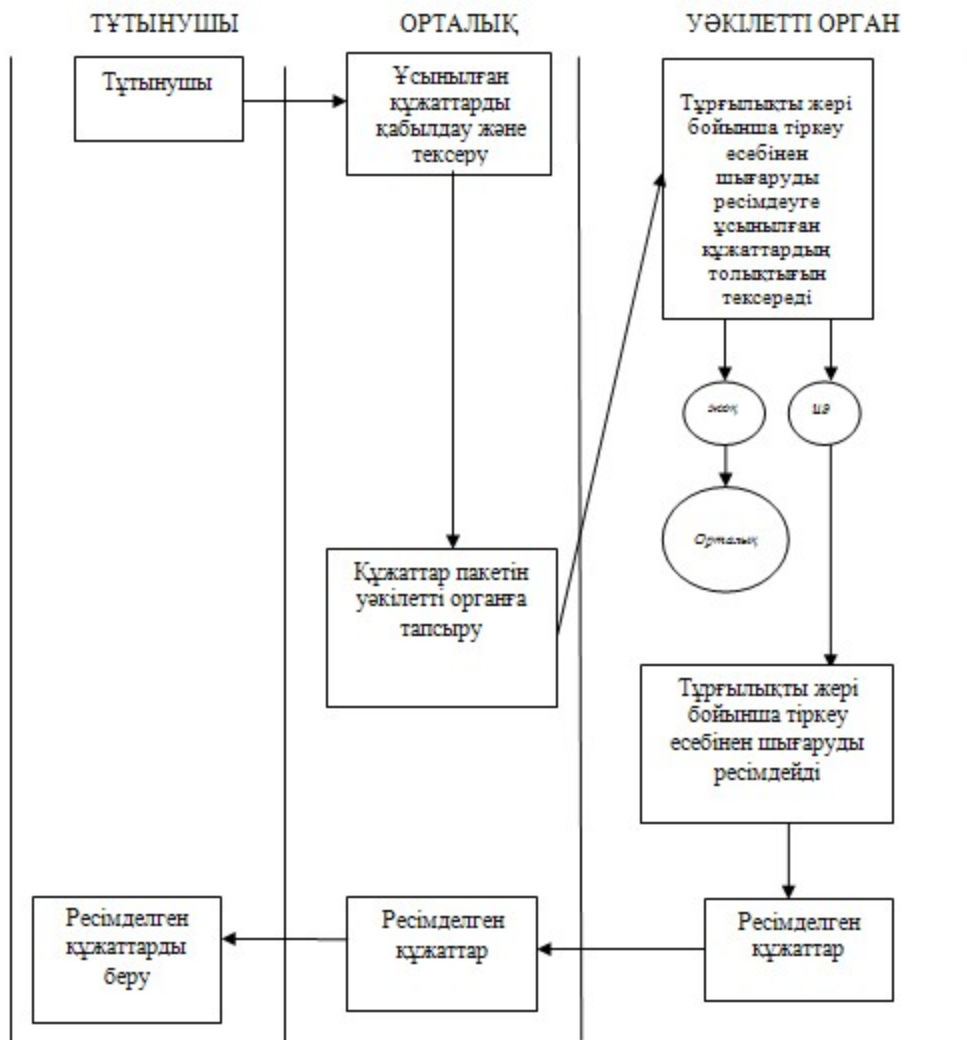 ТҰТЫНУШЫ
ОРТАЛЫҚ
УӘКІЛЕТТІ ОРГАН
Тұтынушы
Ұсынылған
құжаттарды
қабылдау және
тексеру
Тұрғылықты жері
бойынша тіркеу
есебінен
шығаруды
ресімдеуге
ұсынылған
құжаттардың
толықтығын
тексереді
жоқ
иә
Орталық
Құжаттар пакетін
уәкілетті органға
тапсыру
Тұрғылықты жері
бойынша тіркеу
есебінен шығаруды
ресімдейді
Ресімделген
құжаттарды
беру
Ресімделген
құжаттар
Ресімделген
құжаттар